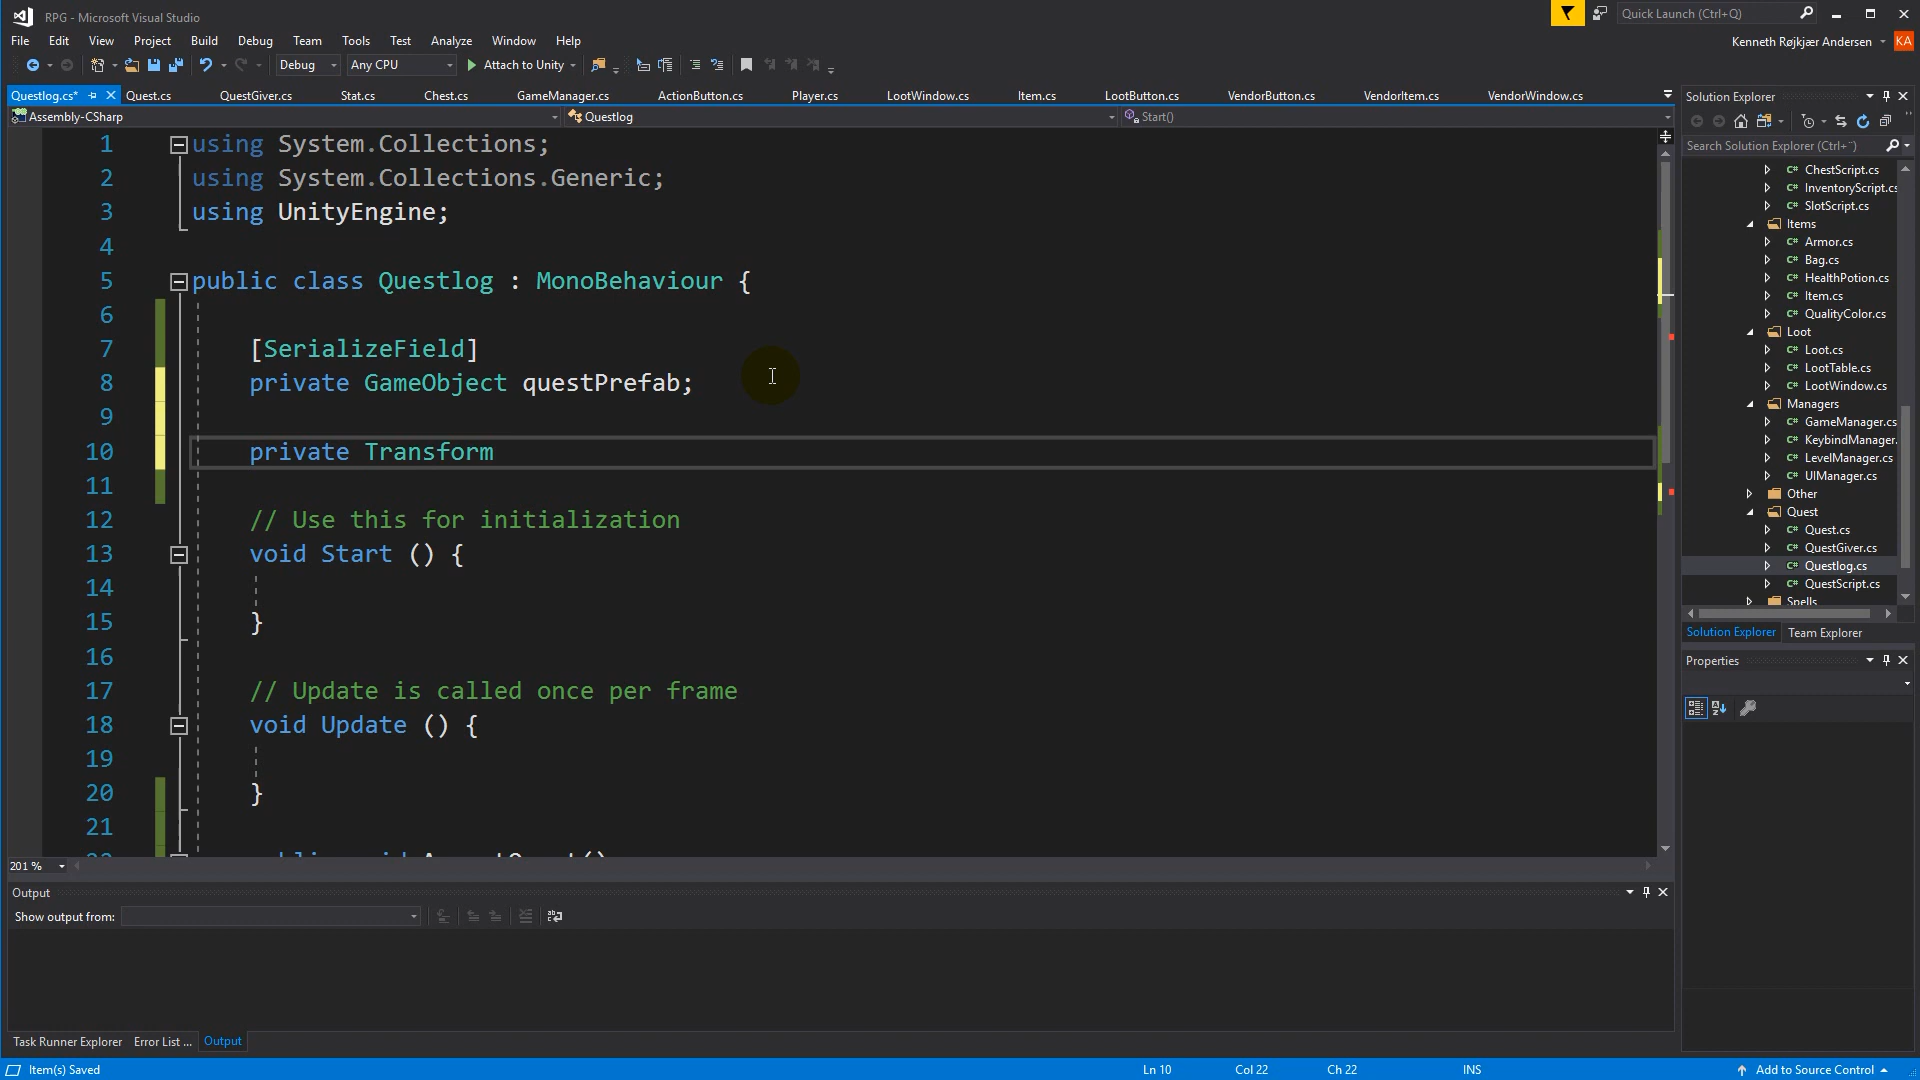 RPG - Microsoft Visual Studio
Quick Launch (Ctrl+Q)
File Edit View Project Build Debug Team Tools Test Analyze Window Help
Kenneth Røjkjær Andersen KA
Debug Any CPU Attach to Unity
Questlog.cs* Quest.cs QuestGiver.cs Stat.cs Chest.cs GameManager.cs ActionButton.cs Player.cs LootWindow.cs Item.cs LootButton.cs VendorButton.cs VendorItem.cs VendorWindow.cs
Assembly-CSharp Questlog Start()
1 using System.Collections;
2 using System.Collections.Generic;
3 using UnityEngine;
4
5 public class Questlog : MonoBehaviour {
6
7 [SerializeField]
8 private GameObject questPrefab;
9
10 private Transform
11
12 // Use this for initialization
13 void Start () {
14
15 }
16
17 // Update is called once per frame
18 void Update () {
19
20 }
21
201 %
Output
Show output from:
Task Runner Explorer Error List ... Output
Item(s) Saved Ln 10 Col 22 Ch 22 INS Add to Source Control
Solution Explorer
Search Solution Explorer (Ctrl+¨)
C# ChestScript.cs
C# InventoryScript.cs
C# SlotScript.cs
Items
C# Armor.cs
C# Bag.cs
C# HealthPotion.cs
C# Item.cs
C# QualityColor.cs
Loot
C# Loot.cs
C# LootTable.cs
C# LootWindow.cs
Managers
C# GameManager.cs
C# KeybindManager.
C# LevelManager.cs
C# UIManager.cs
Other
Quest
C# Quest.cs
C# QuestGiver.cs
C# Questlog.cs
C# QuestScript.cs
Spells
Solution Explorer Team Explorer
Properties